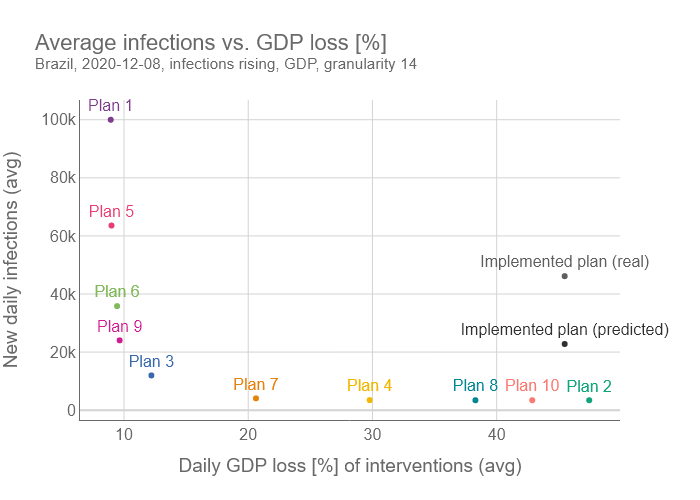 Average infections vs. GDP loss [%]
Brazil, 2020-12-08, infections rising, GDP, granularity 14
Plan 1
100k
80k
Plan 5
60k
Implemented plan (real)
Plan 6
40k
Plan 9
Implemented plan (predicted)
20k
Plan 3
Plan 7
Plan 4
Plan 8
Plan 10
Plan 2
0
10
20
30
40
New daily infections (avg)
Daily GDP loss [%] of interventions (avg)